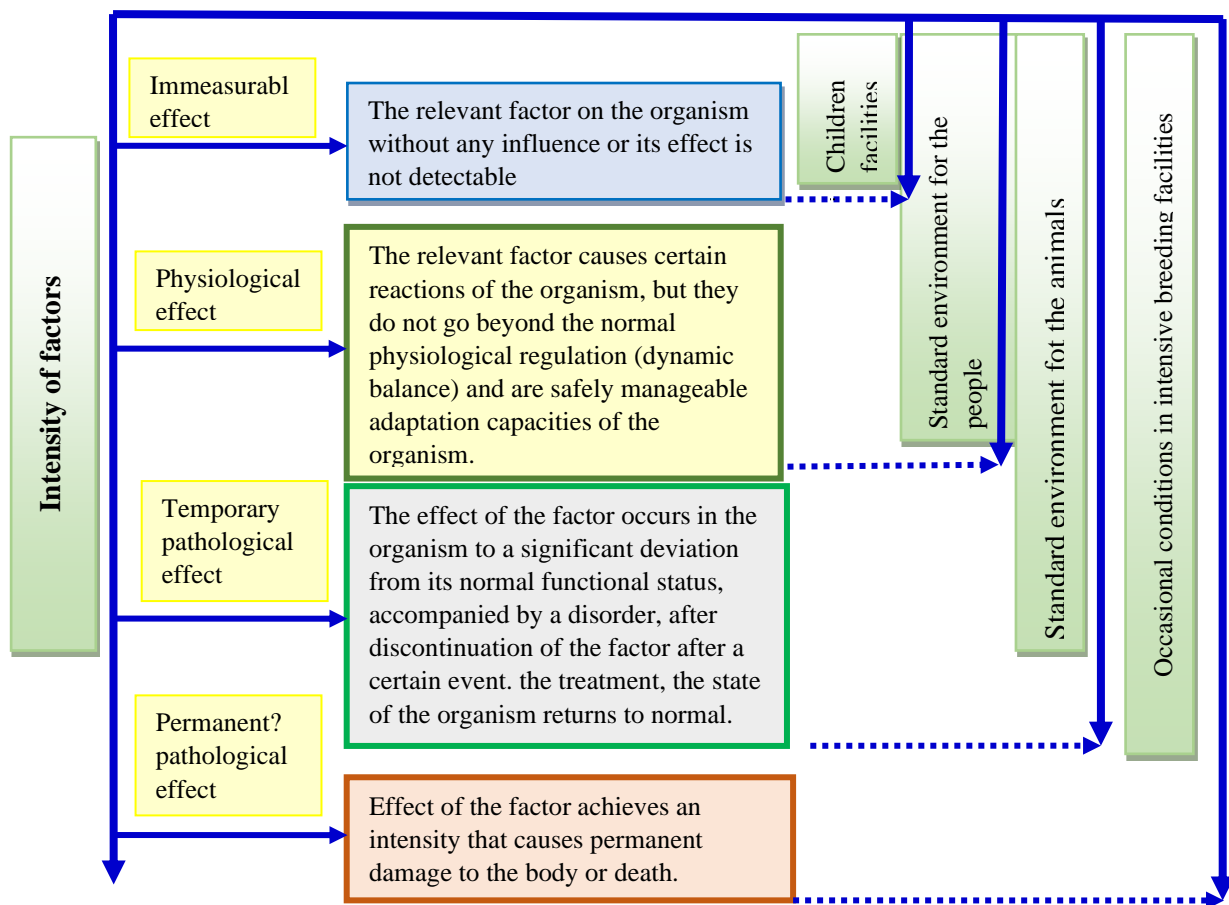 Immeasurabl
effect
The relevant factor on the organism
without any influence or its effect is
not detectable
Children
facilities
Standard environment for the
people
Standard environment fot the animals
Occasional conditions in intensive breeding facilities
Intensity of factors
Physiological
effect
The relevant factor causes certain
reactions of the organism, but they
do not go beyond the normal
physiological regulation (dynamic
balance) and are safely manageable
adaptation capacities of the
organism.
Temporary
pathological
effect
The effect of the factor occurs in the
organism to a significant deviation
from its normal functional status,
accompanied by a disorder, after
discontinuation of the factor after a
certain event. the treatment, the state
of the organism returns to normal.
Permanent?
pathological
effect
Effect of the factor achieves an
intensity that causes permanent
damage to the body or death.